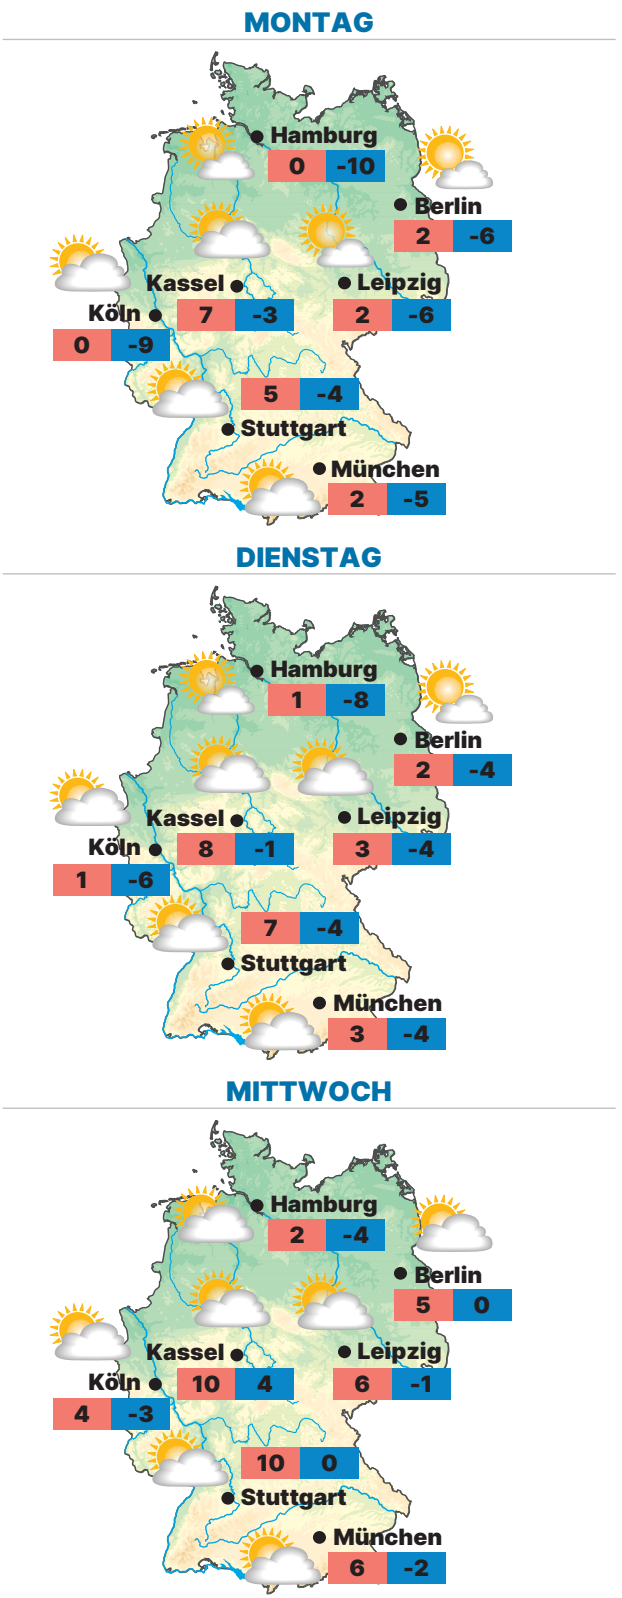 MONTAG
Hamburg
0 -10
Berlin
2 -6
Kassel
7 -3
Leipzig
2 -6
Köln
0 -9
5 -4
Stuttgart
München
2 -5
DIENSTAG
Hamburg
1 -8
Berlin
2 -4
Kassel
8 -1
Leipzig
3 -4
Köln
1 -6
7 -4
Stuttgart
München
3 -4
MITTWOCH
Hamburg
2 -4
Berlin
5 0
Kassel
10 4
Leipzig
6 -1
Köln
4 -3
10 0
Stuttgart
München
6 -2